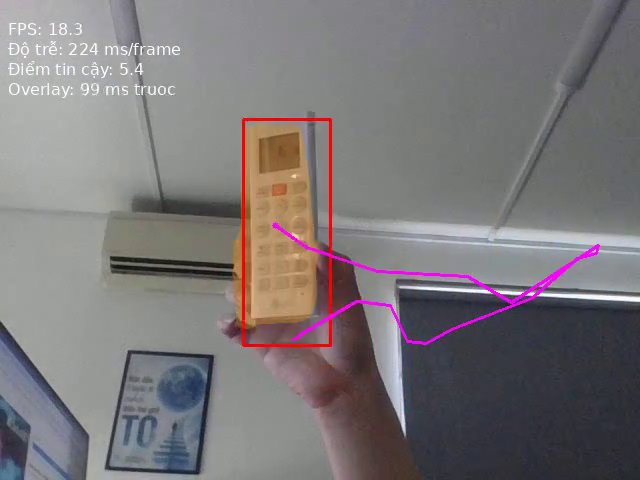 FPS: 18.3
Độ trễ: 224 ms/frame
Điểm tin cậy: 5.4
Overlay: 99 ms truoc
TO